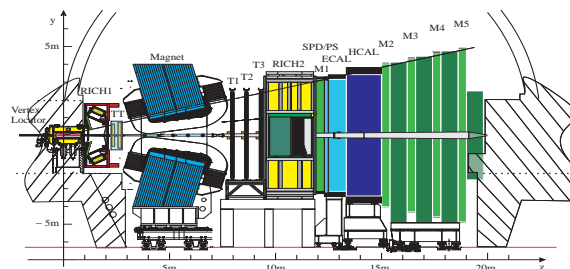 y
5m
Magnet
SPD/PS
HCAL
M4
M5
M3
ECAL
M2
T3
RICH2
M1
T2
T1
RICH1
TT
Vertex
Locator
− 5m
5m
10m
15m
20m
z